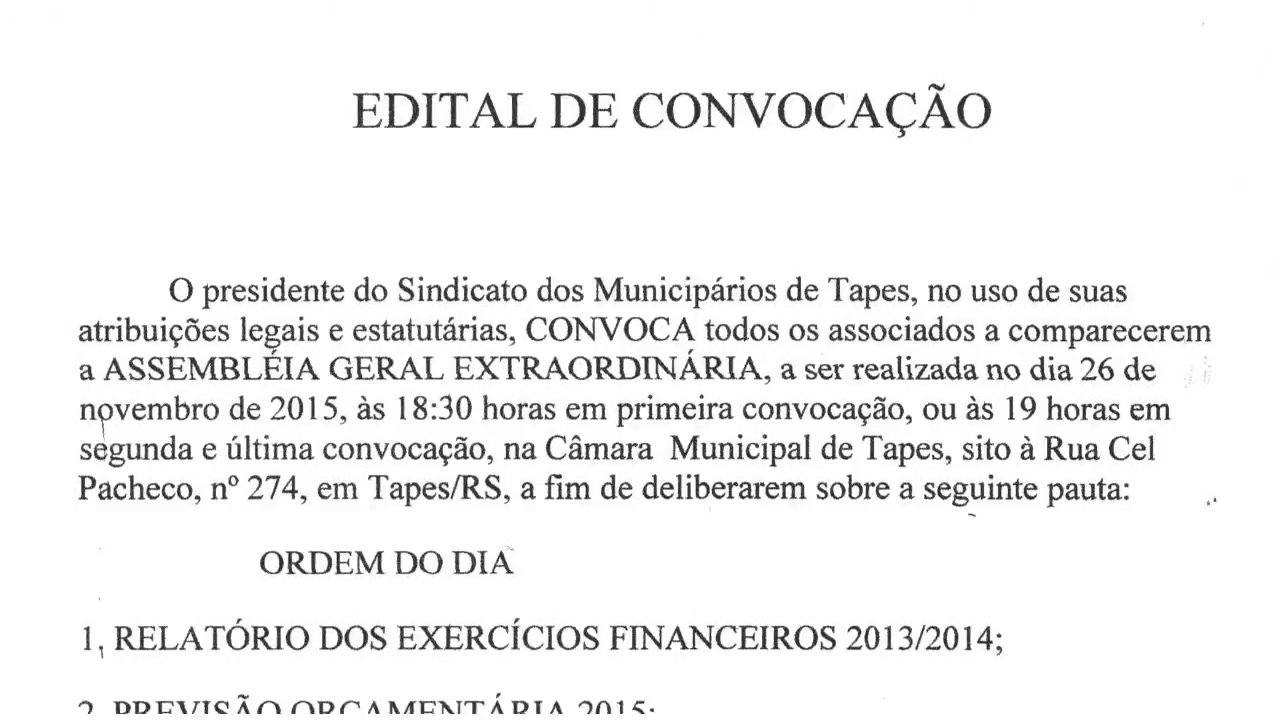 EDITAL DE CONVOCAÇÃO
O presidente do Sindicato dos Municipários de Tapes, no uso de suas
atribuições legais e estatutárias, CONVOCA todos os associados a comparecerem
a ASSEMBLÉIA GERAL EXTRAORDINÁRIA, a ser realizada no dia 26 de
novembro de 2015, às 18:30 horas em primeira convocação, ou às 19 horas em
segunda e última convocação, na Câmara Municipal de Tapes, sito à Rua Cel
Pacheco, nº 274, em Tapes/RS, a fim de deliberarem sobre a seguinte pauta:
ORDEM DO DIA
1, RELATÓRIO DOS EXERCÍCIOS FINANCEIROS 2013/2014;
2. PREVISÃO ORÇAMENTÁRIA 2015;